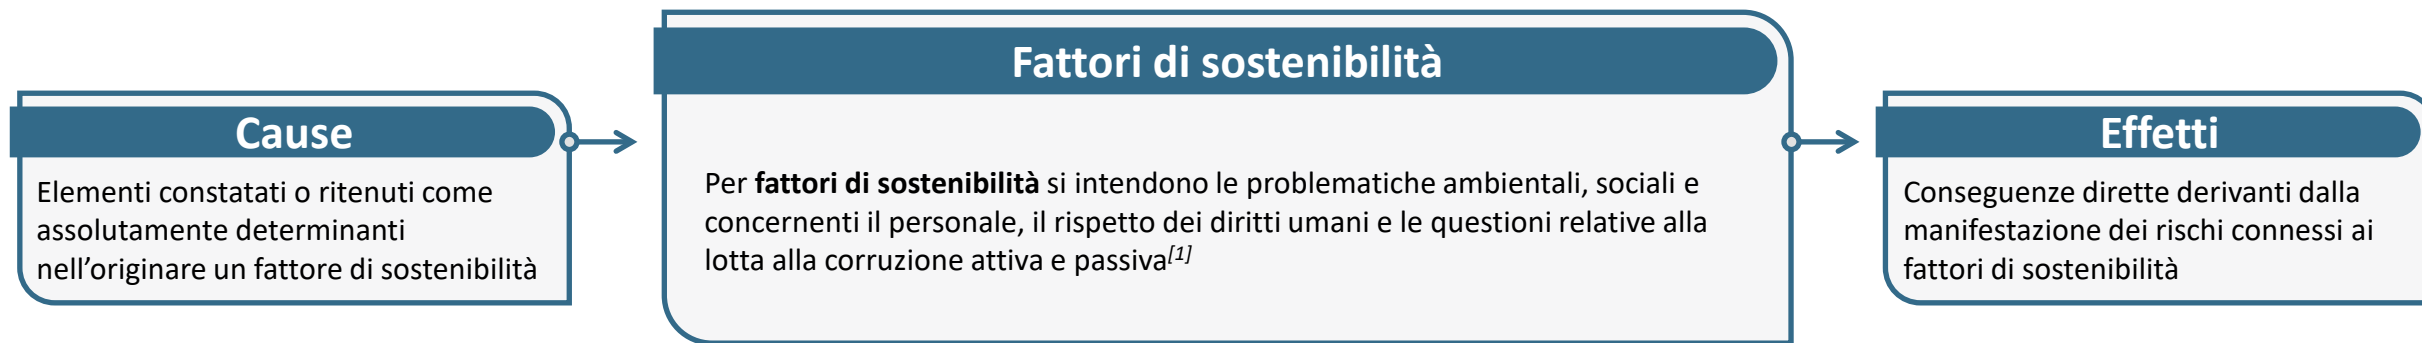 Cause
Elementi constatati o ritenuti come
assolutamente determinanti
nell’originare un fattore di sostenibilità
Fattori di sostenibilità
Per fattori di sostenibilità si intendono le problematiche ambientali, sociali e
concernenti il personale, il rispetto dei diritti umani e le questioni relative alla
lotta alla corruzione attiva e passiva[1]
Effetti
Conseguenze dirette derivanti dalla
manifestazione dei rischi connessi ai
fattori di sostenibilità